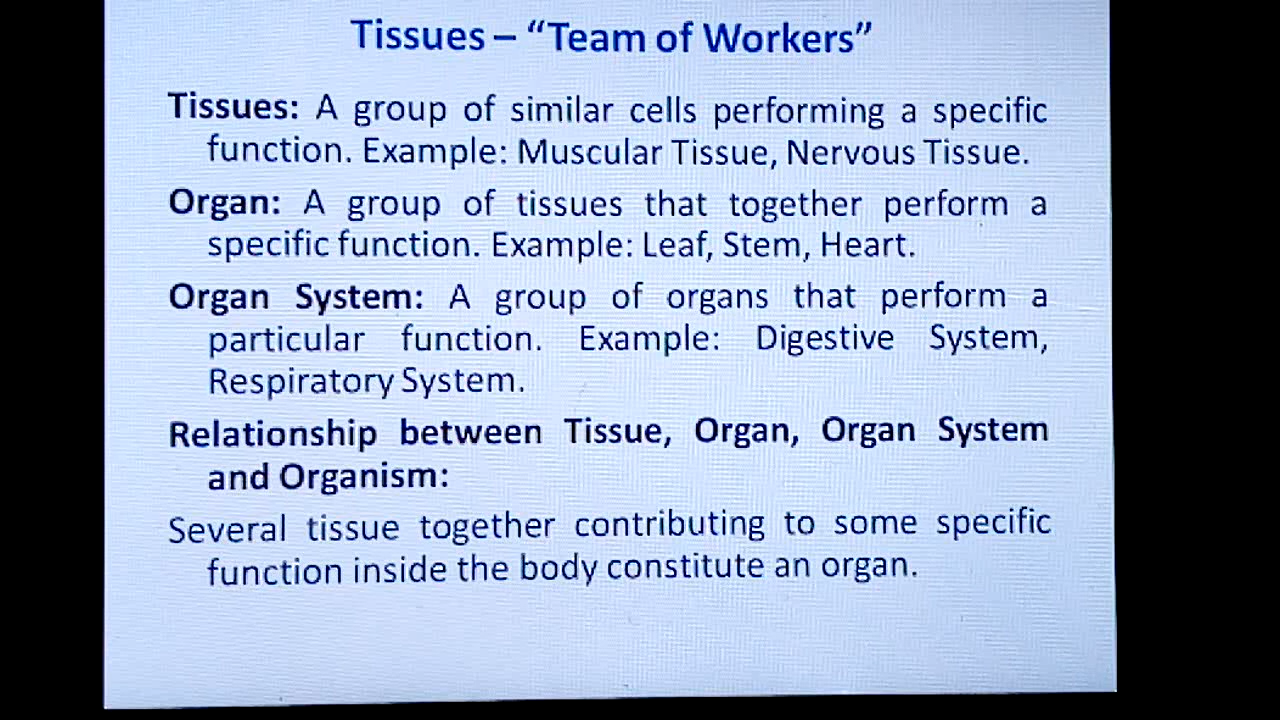 Tissues – “Team of Workers”
Tissues: A group of similar cells performing a specific
function. Example: Muscular Tissue, Nervous Tissue.
Organ: A group of tissues that together perform a
specific function. Example: Leaf, Stem, Heart.
Organ System: A group of organs that perform a
particular function. Example: Digestive System,
Respiratory System.
Relationship between Tissue, Organ, Organ System
and Organism:
Several tissue together contributing to some specific
function inside the body constitute an organ.